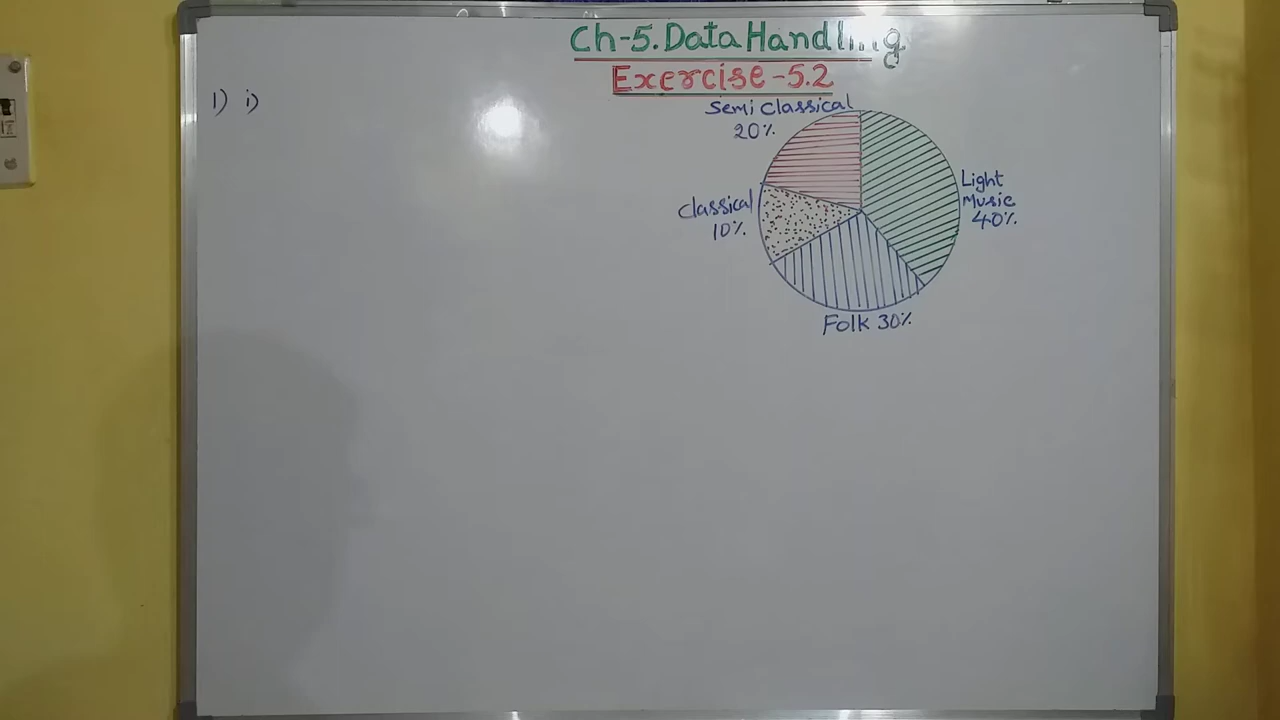 Ch-5. Data Handling
Exercise -5.2
1) i)
Semi Classical
20%
Light
Music
40%
Classical
10%
Folk 30%